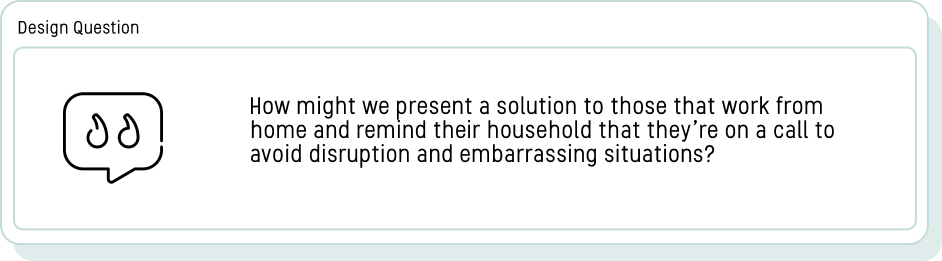 Design Question
How might we present a solution to those that work from
home and remind their household that they’re on a call to
avoid disruption and embarrassing situations?